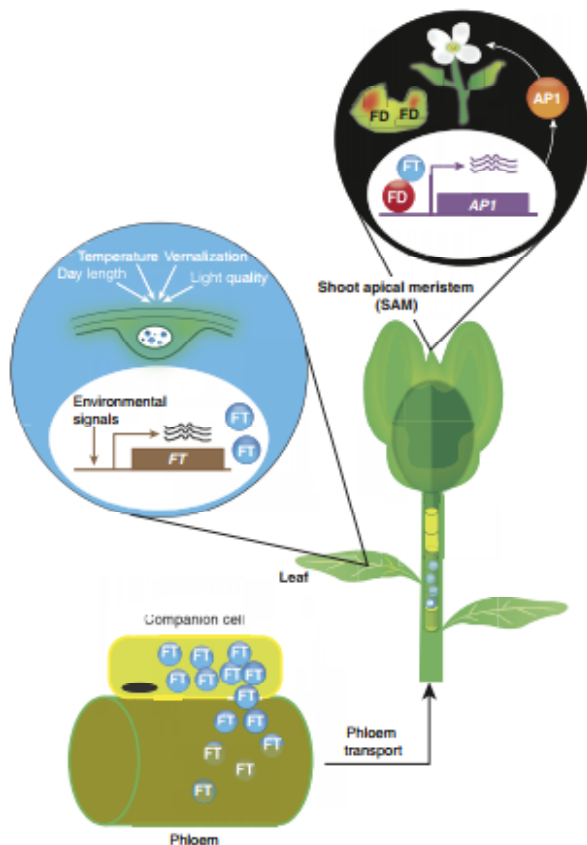 FD FD
AP1
FT
FD
AP1
Shoot apical meristem
(SAM)
Temperature Vernalization
Day length Light quality
Environmental
signals
FT
FT
FT
Leaf
Companion cell
FT FT FT
FT FT FT FT
FT
FT FT
FT FT
FT
FT
Phloem
transport
Phloem